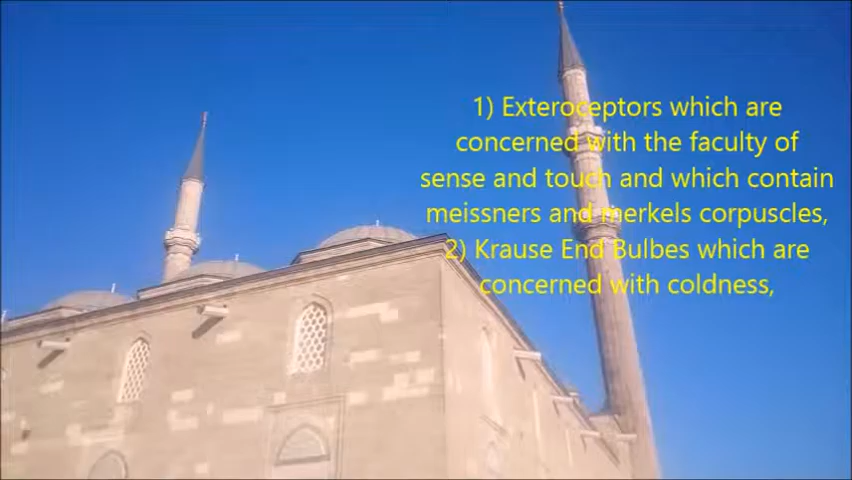 1) Exteroceptors which are
concerned with the faculty of
sense and touch and which contain
meissners and merkels corpuscles,
2) Krause End Bulbes which are
concerned with coldness,